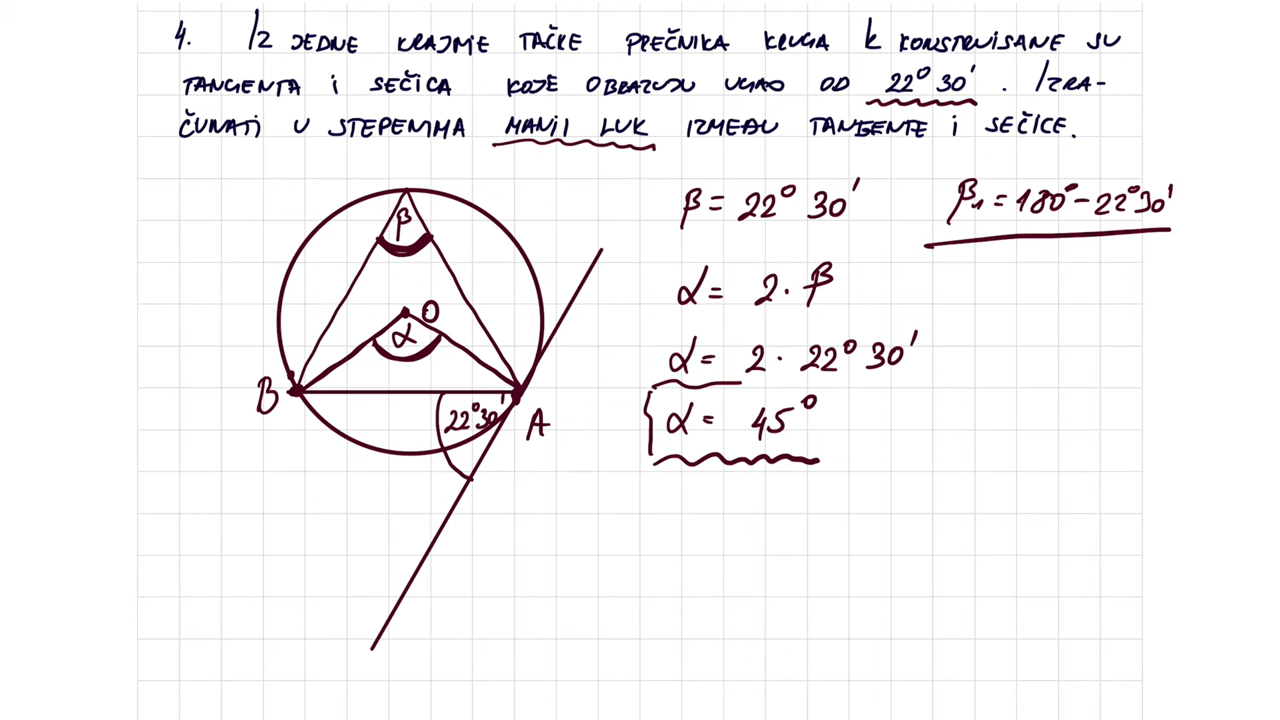 4. IZ JEDNE KRAJNJE TAČKE PREČNIKA KRUGA k KONSTRUISANE SU
TANGENTA I SEČICA KOJE OBRAZUJU UGAO OD 22° 30'. IZRA-
ČUNATI U STEPENIMA MANJI LUK IZMEĐU TANGENTE I SEČICE.
β = 22° 30'
β₁ = 180° - 22° 30'
α = 2 · β
α = 2 · 22° 30'
α = 45°
β
O
α
B
22° 30'
A